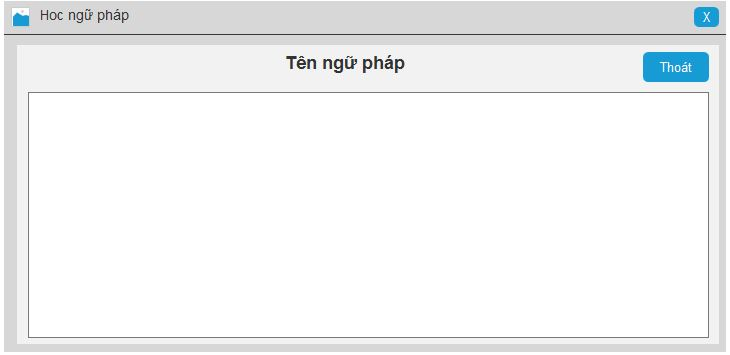 Hoc ngữ pháp
X
Tên ngữ pháp
Thoát